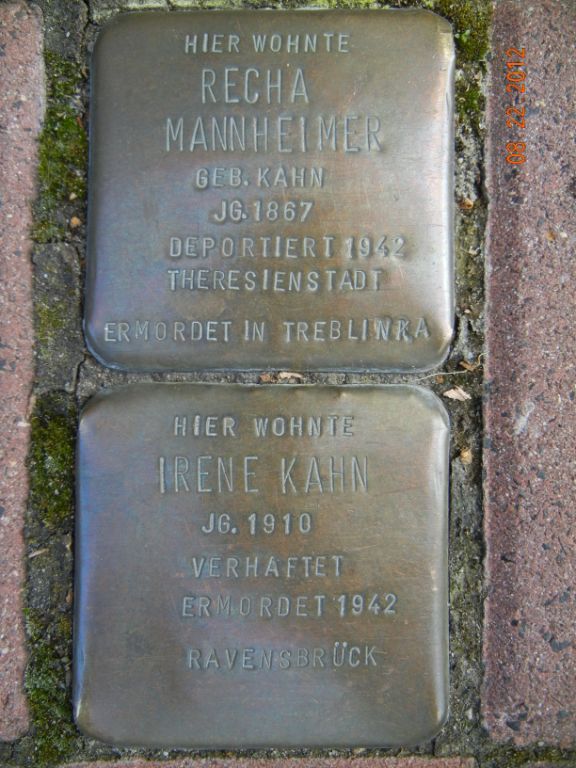 HIER WOHNTE
RECHA
MANNHEIMER
GEB. KAHN
JG. 1867
DEPORTIERT 1942
THERESIENSTADT
ERMORDET IN TREBLINKA
HIER WOHNTE
IRENE KAHN
JG. 1910
VERHAFTET
ERMORDET 1942
RAVENSBRÜCK
08 22 2012